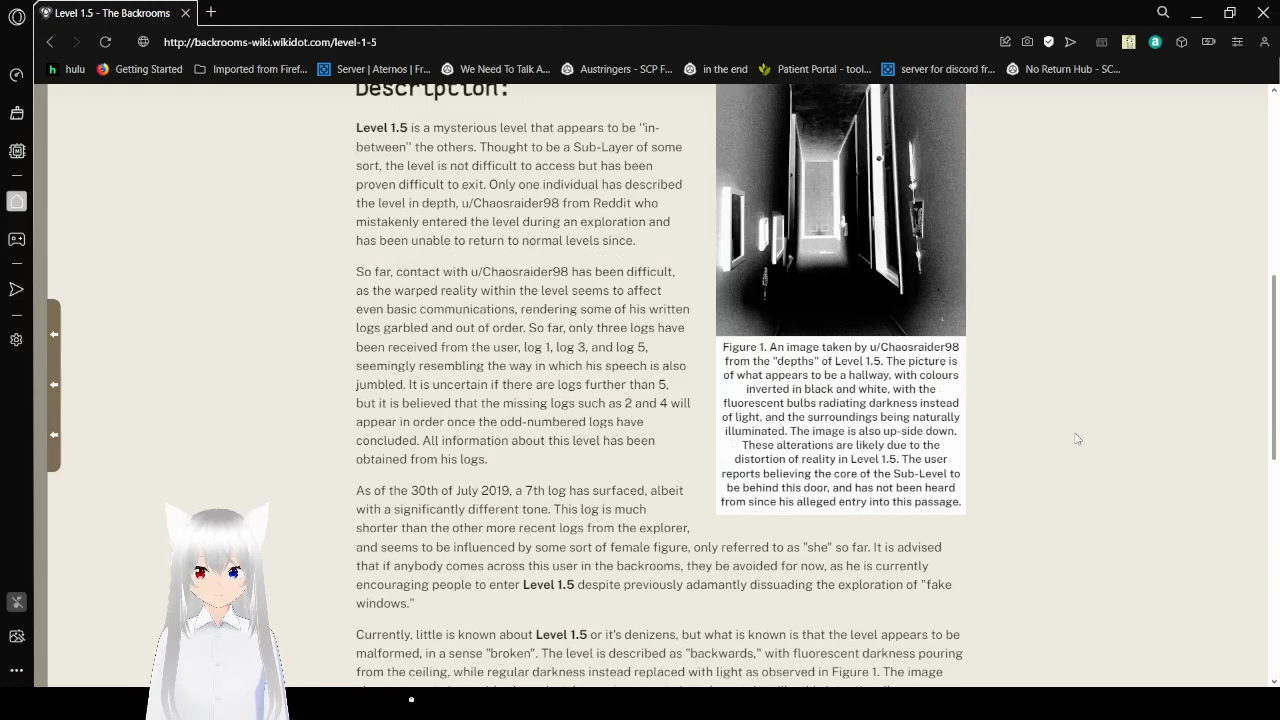 Level 1.5 - The Backrooms
http://backrooms-wiki.wikidot.com/level-1-5
hulu
Getting Started
Imported from Firef...
Server | Aternos | Fr...
We Need To Talk A...
Austringers - SCP F...
in the end
Patient Portal - tool...
server for discord fr...
No Return Hub - SC...
Description:
Level 1.5 is a mysterious level that appears to be "in-
between" the others. Thought to be a Sub-Layer of some
sort, the level is not difficult to access but has been
proven difficult to exit. Only one individual has described
the level in depth, u/Chaosraider98 from Reddit who
mistakenly entered the level during an exploration and
has been unable to return to normal levels since.
So far, contact with u/Chaosraider98 has been difficult,
as the warped reality within the level seems to affect
even basic communications, rendering some of his written
logs garbled and out of order. So far, only three logs have
been received from the user, log 1, log 3, and log 5,
seemingly resembling the way in which his speech is also
jumbled. It is uncertain if there are logs further than 5,
but it is believed that the missing logs such as 2 and 4 will
appear in order once the odd-numbered logs have
concluded. All information about this level has been
obtained from his logs.
As of the 30th of July 2019, a 7th log has surfaced, albeit
with a significantly different tone. This log is much
shorter than the other more recent logs from the explorer,
and seems to be influenced by some sort of female figure, only referred to as "she" so far. It is advised
that if anybody comes across this user in the backrooms, they be avoided for now, as he is currently
encouraging people to enter Level 1.5 despite previously adamantly dissuading the exploration of "fake
windows."
Currently, little is known about Level 1.5 or it's denizens, but what is known is that the level appears to be
malformed, in a sense "broken". The level is described as "backwards," with fluorescent darkness pouring
from the ceiling, while regular darkness instead replaced with light as observed in Figure 1. The image
Figure 1. An image taken by u/Chaosraider98
from the "depths" of Level 1.5. The picture is
of what appears to be a hallway, with colours
inverted in black and white, with the
fluorescent bulbs radiating darkness instead
of light, and the surroundings being naturally
illuminated. The image is also up-side down.
These alterations are likely due to the
distortion of reality in Level 1.5. The user
reports believing the core of the Sub-Level to
be behind this door, and has not been heard
from since his alleged entry into this passage.